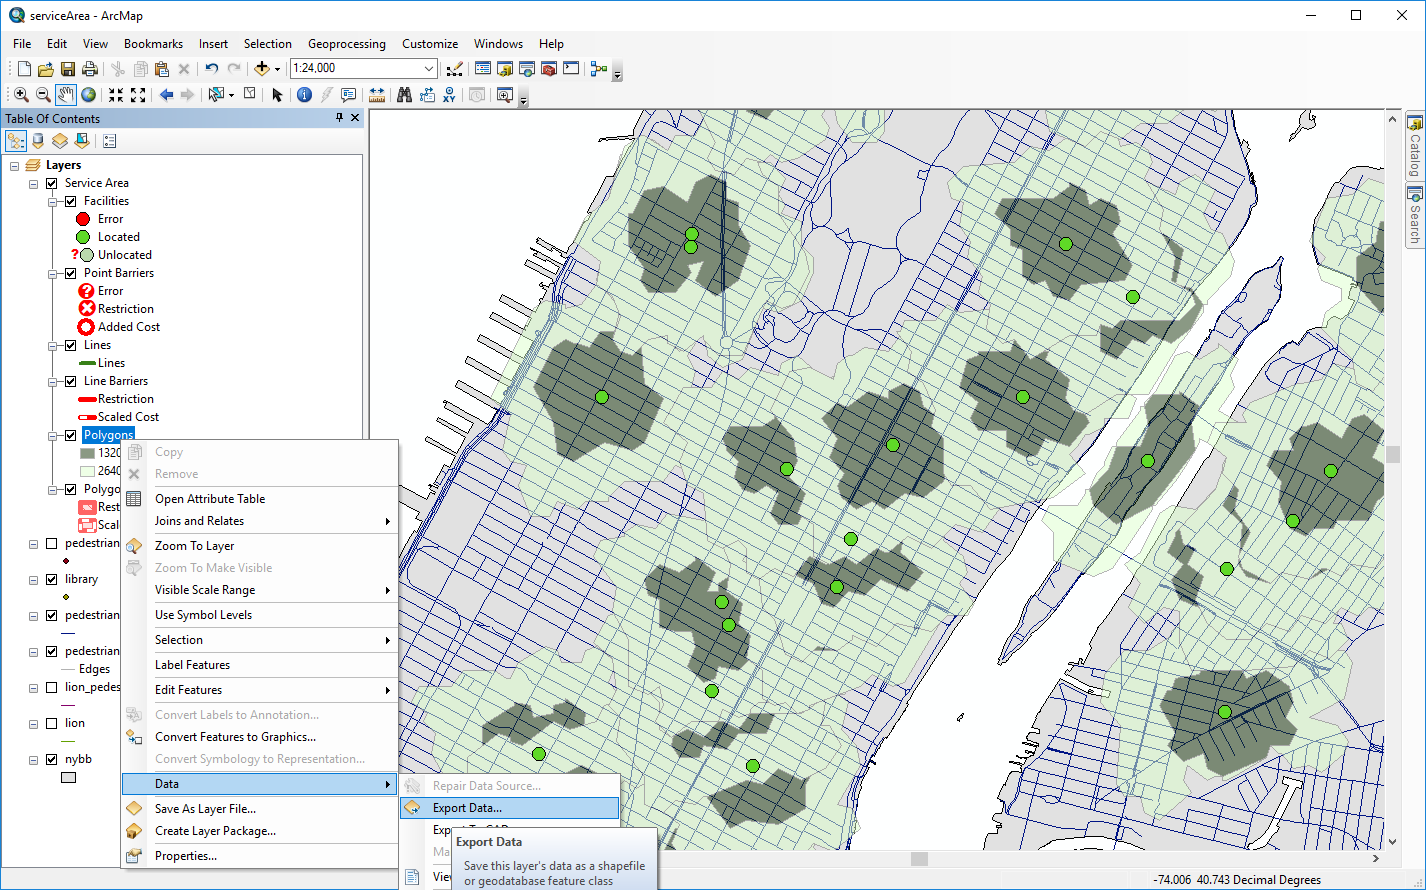 serviceArea - ArcMap
File Edit View Bookmarks Insert Selection Geoprocessing Customize Windows Help
1:24,000
Table Of Contents
Layers
Service Area
Facilities
Error
Located
Unlocated
Point Barriers
Error
Restriction
Added Cost
Lines
Lines
Line Barriers
Restriction
Scaled Cost
Polygons
1320
2640
Polygo
Rest
Scal
pedestrian
library
pedestrian
pedestrian
Edges
lion_pedes
lion
nybb
Copy
Remove
Open Attribute Table
Joins and Relates
Zoom To Layer
Zoom To Make Visible
Visible Scale Range
Use Symbol Levels
Selection
Label Features
Edit Features
Convert Labels to Annotation...
Convert Features to Graphics...
Convert Symbology to Representation...
Data
Save As Layer File...
Create Layer Package...
Properties...
Repair Data Source...
Export Data...
Export To CAD
Ma
Viev
Export Data
Save this layer's data as a shapefile
or geodatabase feature class
Catalog
Search
-74.006 40.743 Decimal Degrees